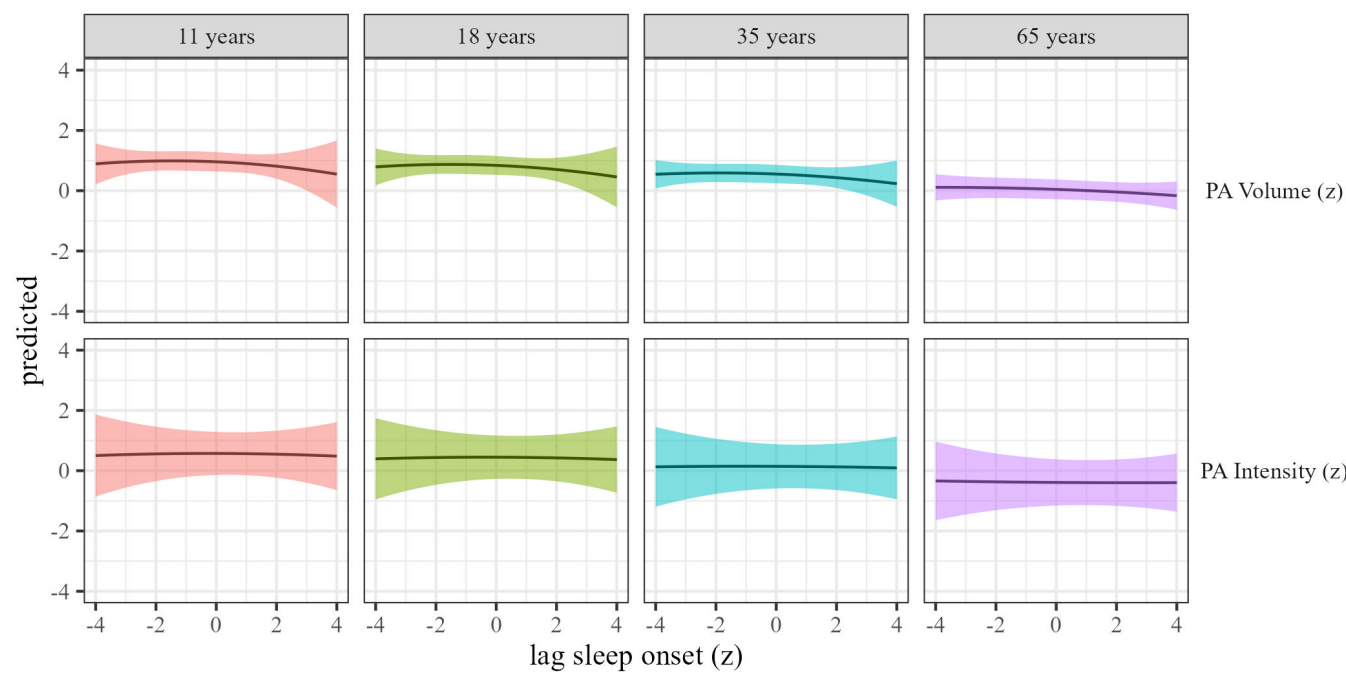 11 years 18 years 35 years 65 years
4
2
0
-2
-4
PA Volume (z)
predicted
4
2
0
-2
-4
PA Intensity (z)
-4 -2 0 2 4 -4 -2 0 2 4 -4 -2 0 2 4 -4 -2 0 2 4
lag sleep onset (z)